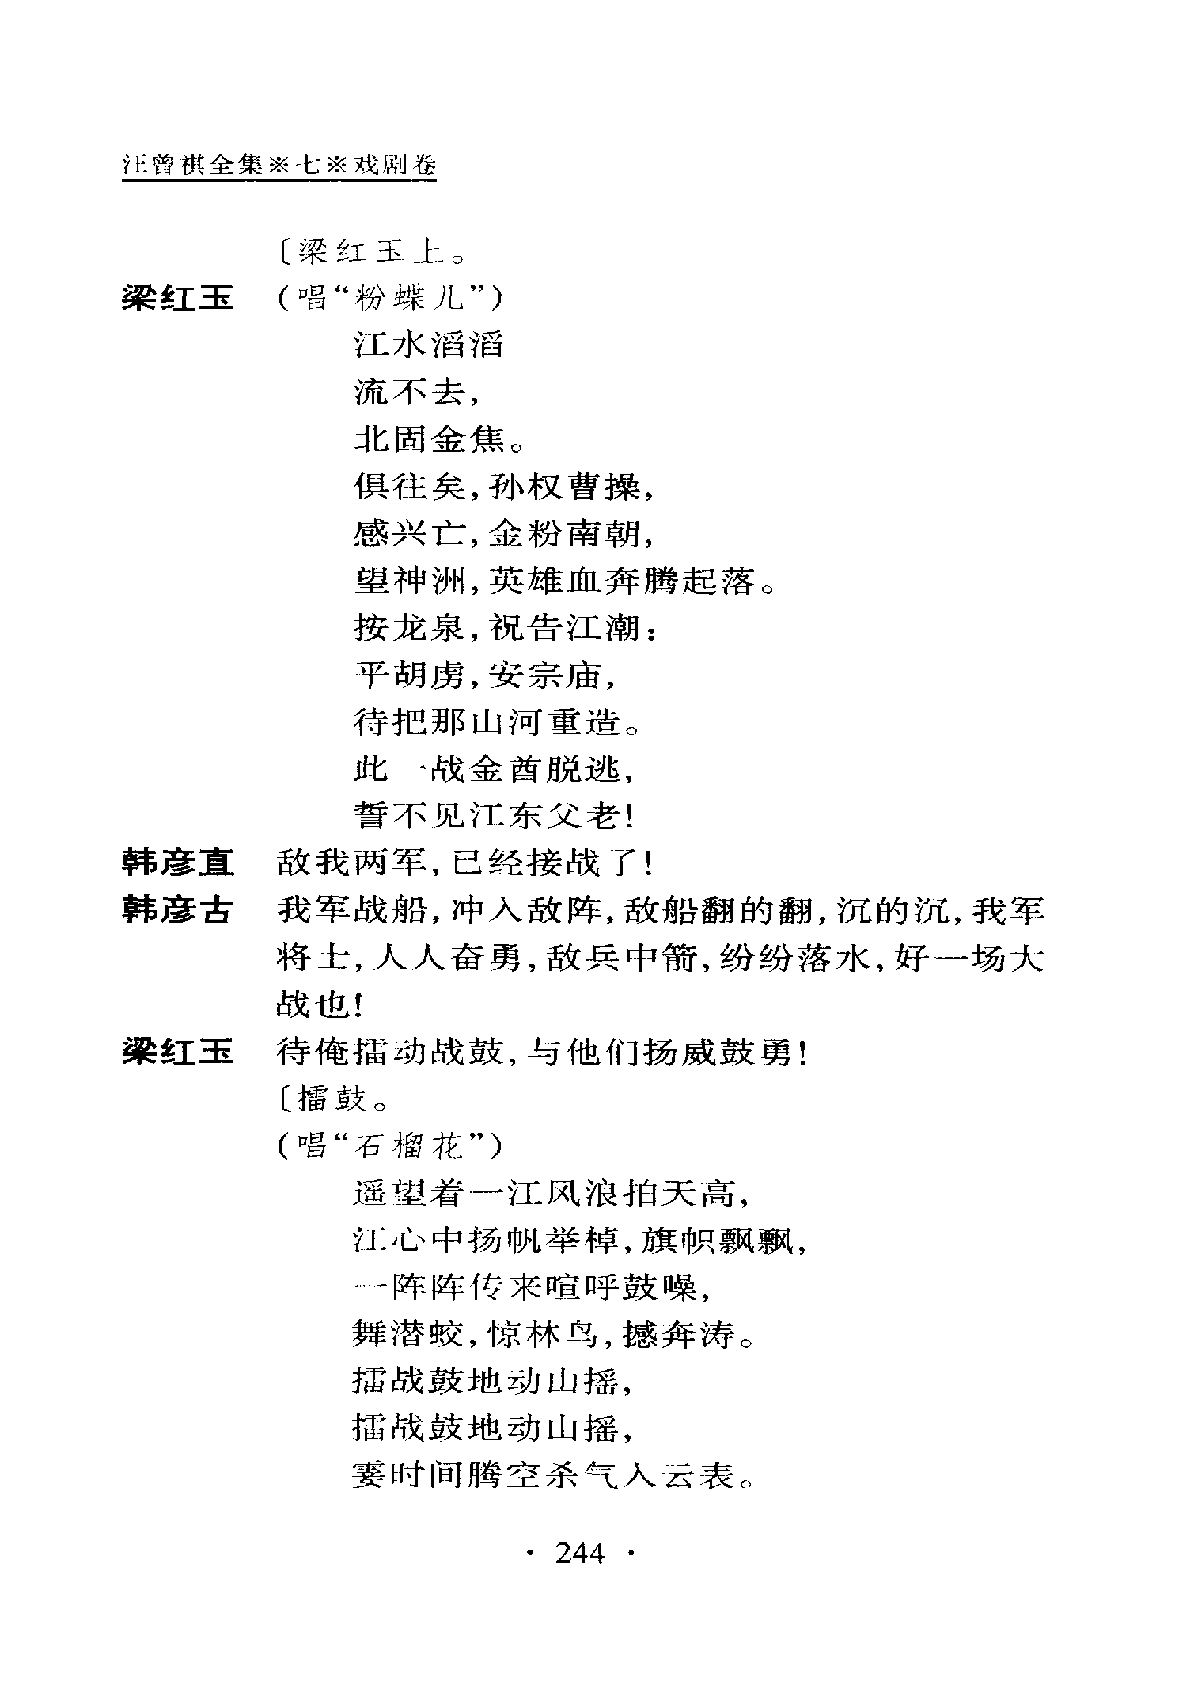 汪曾祺全集※七※戏剧卷
〔梁红玉上。
梁红玉 (唱“粉蝶儿”)
江水滔滔
流不去,
北固金焦。
俱往矣,孙权曹操,
感兴亡,金粉南朝,
望神洲,英雄血奔腾起落。
按龙泉,祝告江潮:
平胡虏,安宗庙,
待把那山河重造。
此一战金酋脱逃,
誓不见江东父老!
韩彦直 敌我两军,已经接战了!
韩彦古 我军战船,冲入敌阵,敌船翻的翻,沉的沉,我军
将士,人人奋勇,敌兵中箭,纷纷落水,好一场大
战也!
梁红玉 待俺擂动战鼓,与他们扬威鼓勇!
〔擂鼓。
(唱“石榴花”)
遥望着一江风浪拍天高,
江心中扬帆举棹,旗帜飘飘,
一阵阵传来喧呼鼓噪,
舞潜蛟,惊林鸟,撼奔涛。
擂战鼓地动山摇,
擂战鼓地动山摇,
霎时间腾空杀气入云表。
· 244 ·